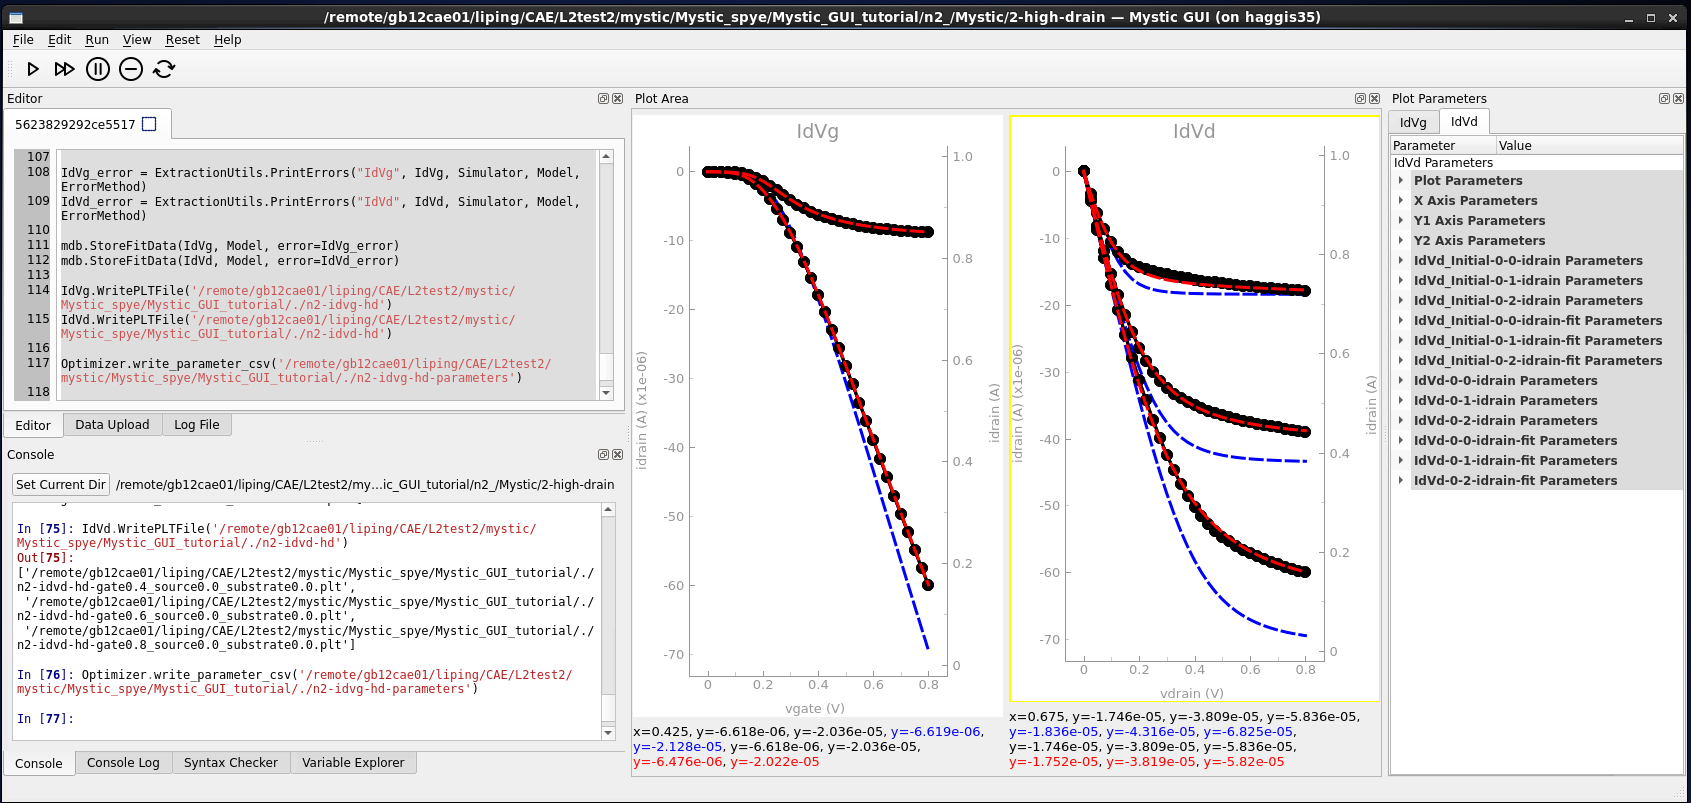 /remote/gb12cae01/liping/CAE/L2test2/mystic/Mystic_spye/Mystic_GUI_tutorial/n2_/Mystic/2-high-drain — Mystic GUI (on haggis35)
File Edit Run View Reset Help
Editor
5623829292ce5517
107
108 IdVg_error = ExtractionUtils.PrintErrors("IdVg", IdVg, Simulator, Model,
ErrorMethod)
109 IdVd_error = ExtractionUtils.PrintErrors("IdVd", IdVd, Simulator, Model,
ErrorMethod)
110
111 mdb.StoreFitData(IdVg, Model, error=IdVg_error)
112 mdb.StoreFitData(IdVd, Model, error=IdVd_error)
113
114 IdVg.WritePLTFile('/remote/gb12cae01/liping/CAE/L2test2/mystic/
Mystic_spye/Mystic_GUI_tutorial/./n2-idvg-hd')
115 IdVd.WritePLTFile('/remote/gb12cae01/liping/CAE/L2test2/mystic/
Mystic_spye/Mystic_GUI_tutorial/./n2-idvd-hd')
116
117 Optimizer.write_parameter_csv('/remote/gb12cae01/liping/CAE/L2test2/
mystic/Mystic_spye/Mystic_GUI_tutorial/./n2-idvg-hd-parameters')
118
Editor Data Upload Log File
Console
Set Current Dir /remote/gb12cae01/liping/CAE/L2test2/my...ic_GUI_tutorial/n2_/Mystic/2-high-drain
In [75]: IdVd.WritePLTFile('/remote/gb12cae01/liping/CAE/L2test2/mystic/
Mystic_spye/Mystic_GUI_tutorial/./n2-idvd-hd')
Out[75]:
['/remote/gb12cae01/liping/CAE/L2test2/mystic/Mystic_spye/Mystic_GUI_tutorial/./
n2-idvd-hd-gate0.4_source0.0_substrate0.0.plt',
'/remote/gb12cae01/liping/CAE/L2test2/mystic/Mystic_spye/Mystic_GUI_tutorial/./
n2-idvd-hd-gate0.6_source0.0_substrate0.0.plt',
'/remote/gb12cae01/liping/CAE/L2test2/mystic/Mystic_spye/Mystic_GUI_tutorial/./
n2-idvd-hd-gate0.8_source0.0_substrate0.0.plt']
In [76]: Optimizer.write_parameter_csv('/remote/gb12cae01/liping/CAE/L2test2/
mystic/Mystic_spye/Mystic_GUI_tutorial/./n2-idvg-hd-parameters')
In [77]:
Console Console Log Syntax Checker Variable Explorer
Plot Area
IdVg
0
-10
-20
-30
-40
-50
-60
-70
idrain (A) (x1e-06)
1.0
0.8
0.6
0.4
0.2
0
idrain (A)
0 0.2 0.4 0.6 0.8
vgate (V)
x=0.425, y=-6.618e-06, y=-2.036e-05, y=-6.619e-06,
y=-2.128e-05, y=-6.618e-06, y=-2.036e-05,
y=-6.476e-06, y=-2.022e-05
IdVd
0
-10
-20
-30
-40
-50
-60
-70
idrain (A) (x1e-06)
1.0
0.8
0.6
0.4
0.2
0
idrain (A)
0 0.2 0.4 0.6 0.8
vdrain (V)
x=0.675, y=-1.746e-05, y=-3.809e-05, y=-5.836e-05,
y=-1.836e-05, y=-4.316e-05, y=-6.825e-05,
y=-1.746e-05, y=-3.809e-05, y=-5.836e-05,
y=-1.752e-05, y=-3.819e-05, y=-5.82e-05
Plot Parameters
IdVg IdVd
Parameter Value
IdVd Parameters
Plot Parameters
X Axis Parameters
Y1 Axis Parameters
Y2 Axis Parameters
IdVd_Initial-0-0-idrain Parameters
IdVd_Initial-0-1-idrain Parameters
IdVd_Initial-0-2-idrain Parameters
IdVd_Initial-0-0-idrain-fit Parameters
IdVd_Initial-0-1-idrain-fit Parameters
IdVd_Initial-0-2-idrain-fit Parameters
IdVd-0-0-idrain Parameters
IdVd-0-1-idrain Parameters
IdVd-0-2-idrain Parameters
IdVd-0-0-idrain-fit Parameters
IdVd-0-1-idrain-fit Parameters
IdVd-0-2-idrain-fit Parameters